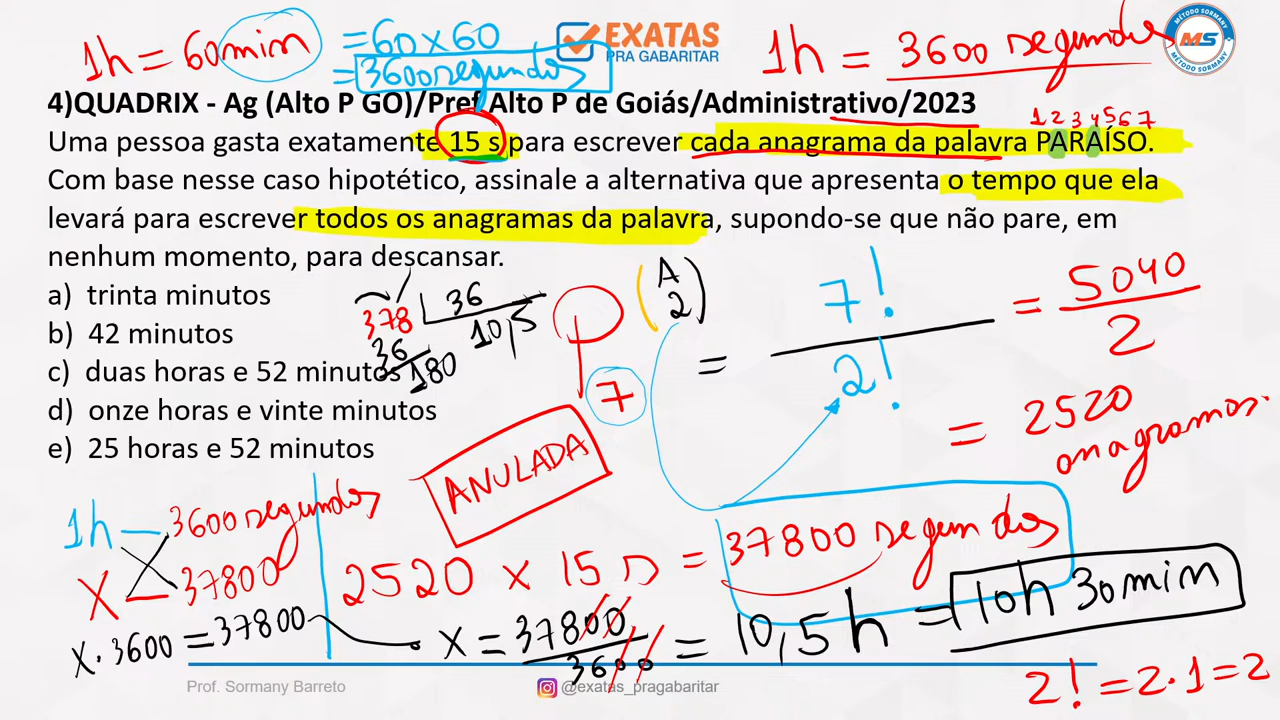 1h = 60min = 60 x 60
= 3600 segundos
EXATAS
PRA GABARITAR
1h = 3600 segundos
MÉTODO SORMANY
MS
4)QUADRIX - Ag (Alto P GO)/Pref Alto P de Goiás/Administrativo/2023
1 2 3 4 5 6 7
Uma pessoa gasta exatamente 15 s para escrever cada anagrama da palavra PARAÍSO.
Com base nesse caso hipotético, assinale a alternativa que apresenta o tempo que ela
levará para escrever todos os anagramas da palavra, supondo-se que não pare, em
nenhum momento, para descansar.
a) trinta minutos
b) 42 minutos
c) duas horas e 52 minutos
d) onze horas e vinte minutos
e) 25 horas e 52 minutos
378 36
36 10,5
180
P 7 (A 2) = 7! / 2! = 5040 / 2
= 2520
anagramas.
ANULADA
1h — 3600 segundos
x — 37800
x . 3600 = 37800
2520 x 15 s = 37800 segundos
x = 37800 / 3600 = 10,5 h = 10h 30min
2! = 2.1 = 2
Prof. Sormany Barreto
@exatas_pragabaritar